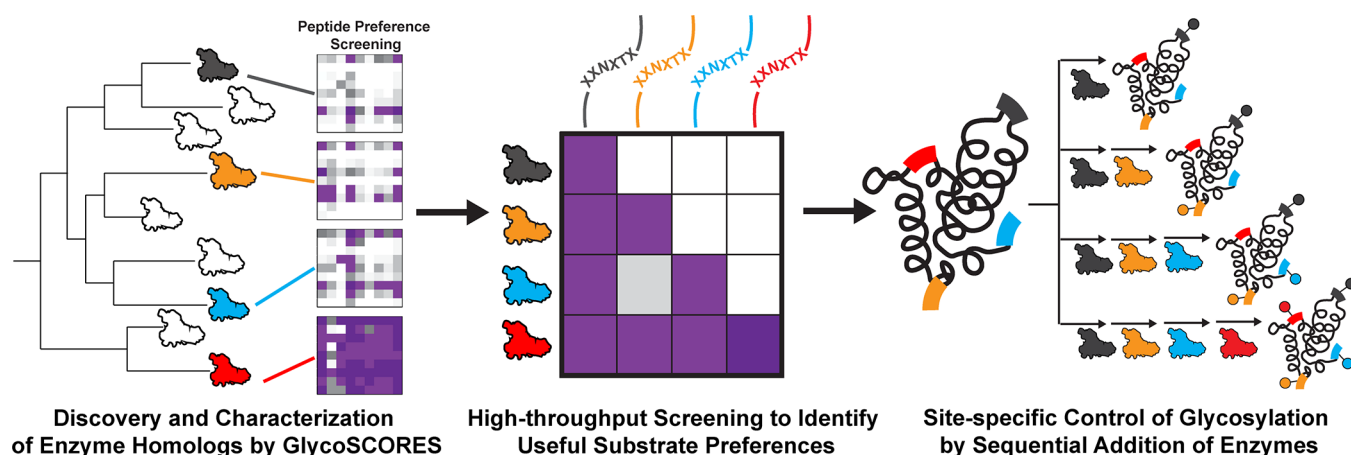 Peptide Preference
Screening
XXNXTX
XXNXTX
XXNXTX
XXNXTX
Discovery and Characterization
of Enzyme Homologs by GlycoSCORES
High-throughput Screening to Identify
Useful Substrate Preferences
Site-specific Control of Glycosylation
by Sequential Addition of Enzymes